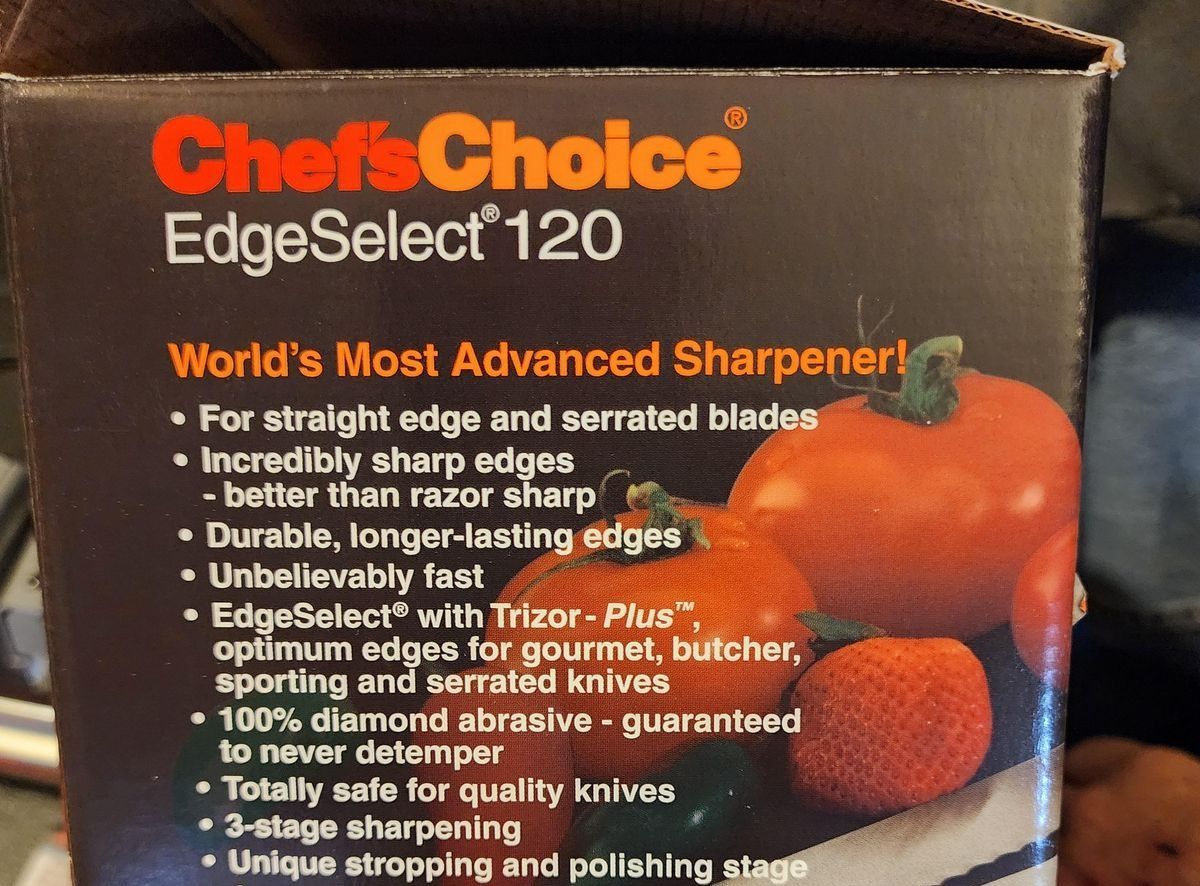 Chef'sChoice®
EdgeSelect® 120
World's Most Advanced Sharpener!
• For straight edge and serrated blades
• Incredibly sharp edges
- better than razor sharp
• Durable, longer-lasting edges
• Unbelievably fast
• EdgeSelect® with Trizor-Plus™,
optimum edges for gourmet, butcher,
sporting and serrated knives
• 100% diamond abrasive - guaranteed
to never detemper
• Totally safe for quality knives
• 3-stage sharpening
• Unique stropping and polishing stage